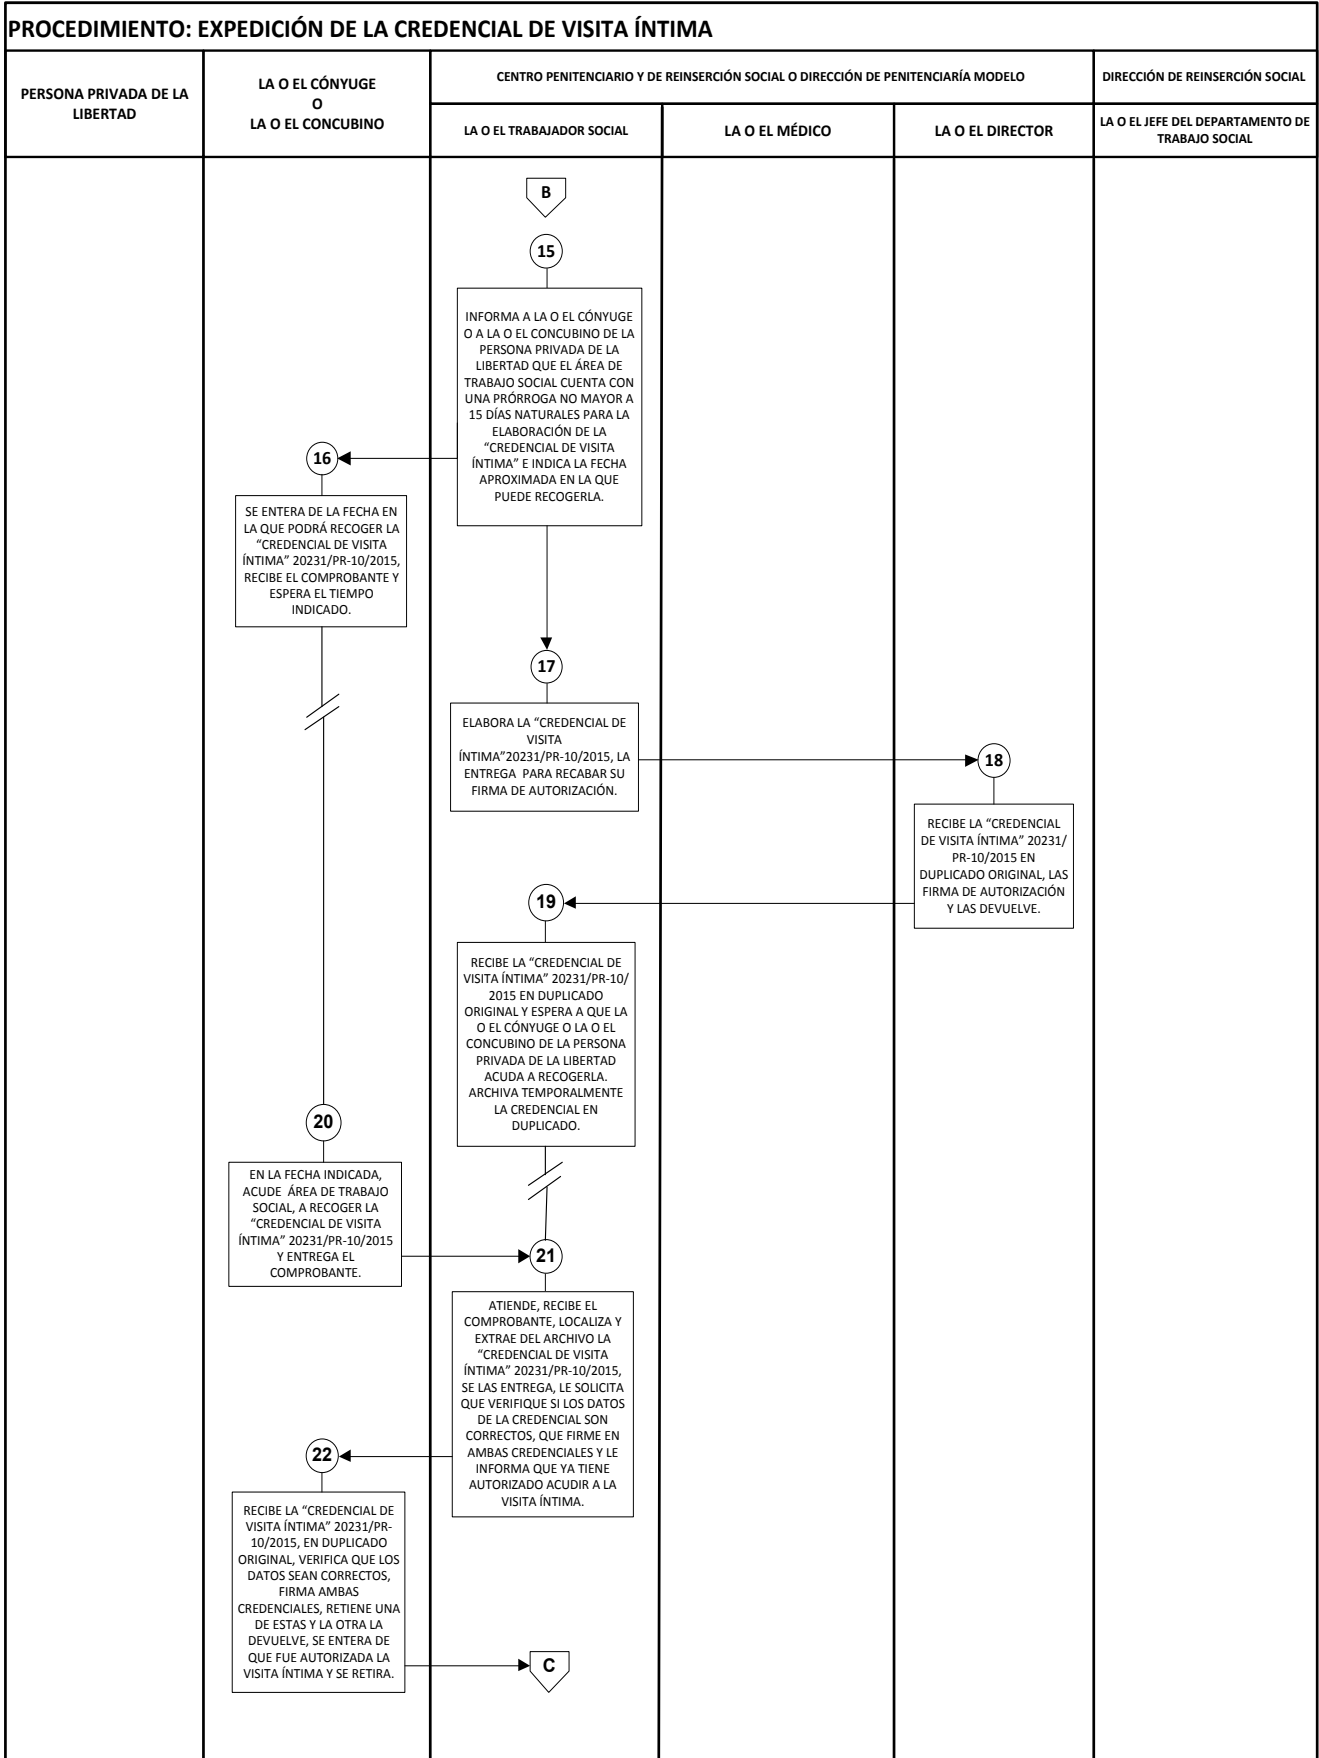 PROCEDIMIENTO: EXPEDICIÓN DE LA CREDENCIAL DE VISITA ÍNTIMA
PERSONA PRIVADA DE LA
LIBERTAD
LA O EL CÓNYUGE
O
LA O EL CONCUBINO
CENTRO PENITENCIARIO Y DE REINSERCIÓN SOCIAL O DIRECCIÓN DE PENITENCIARÍA MODELO
DIRECCIÓN DE REINSERCIÓN SOCIAL
LA O EL TRABAJADOR SOCIAL
LA O EL MÉDICO
LA O EL DIRECTOR
LA O EL JEFE DEL DEPARTAMENTO DE
TRABAJO SOCIAL
B
15
INFORMA A LA O EL CÓNYUGE
O A LA O EL CONCUBINO DE LA
PERSONA PRIVADA DE LA
LIBERTAD QUE EL ÁREA DE
TRABAJO SOCIAL CUENTA CON
UNA PRÓRROGA NO MAYOR A
15 DÍAS NATURALES PARA LA
ELABORACIÓN DE LA
“CREDENCIAL DE VISITA
ÍNTIMA” E INDICA LA FECHA
APROXIMADA EN LA QUE
PUEDE RECOGERLA.
16
SE ENTERA DE LA FECHA EN
LA QUE PODRÁ RECOGER LA
“CREDENCIAL DE VISITA
ÍNTIMA” 20231/PR-10/2015,
RECIBE EL COMPROBANTE Y
ESPERA EL TIEMPO
INDICADO.
17
ELABORA LA “CREDENCIAL DE
VISITA
ÍNTIMA”20231/PR-10/2015, LA
ENTREGA PARA RECABAR SU
FIRMA DE AUTORIZACIÓN.
18
RECIBE LA “CREDENCIAL
DE VISITA ÍNTIMA” 20231/
PR-10/2015 EN
DUPLICADO ORIGINAL, LAS
FIRMA DE AUTORIZACIÓN
Y LAS DEVUELVE.
19
RECIBE LA “CREDENCIAL DE
VISITA ÍNTIMA” 20231/PR-10/
2015 EN DUPLICADO
ORIGINAL Y ESPERA A QUE LA
O EL CÓNYUGE O LA O EL
CONCUBINO DE LA PERSONA
PRIVADA DE LA LIBERTAD
ACUDA A RECOGERLA.
ARCHIVA TEMPORALMENTE
LA CREDENCIAL EN
DUPLICADO.
20
EN LA FECHA INDICADA,
ACUDE ÁREA DE TRABAJO
SOCIAL, A RECOGER LA
“CREDENCIAL DE VISITA
ÍNTIMA” 20231/PR-10/2015
Y ENTREGA EL
COMPROBANTE.
21
ATIENDE, RECIBE EL
COMPROBANTE, LOCALIZA Y
EXTRAE DEL ARCHIVO LA
“CREDENCIAL DE VISITA
ÍNTIMA” 20231/PR-10/2015,
SE LAS ENTREGA, LE SOLICITA
QUE VERIFIQUE SI LOS DATOS
DE LA CREDENCIAL SON
CORRECTOS, QUE FIRME EN
AMBAS CREDENCIALES Y LE
INFORMA QUE YA TIENE
AUTORIZADO ACUDIR A LA
VISITA ÍNTIMA.
22
RECIBE LA “CREDENCIAL DE
VISITA ÍNTIMA” 20231/PR-
10/2015, EN DUPLICADO
ORIGINAL, VERIFICA QUE LOS
DATOS SEAN CORRECTOS,
FIRMA AMBAS
CREDENCIALES, RETIENE UNA
DE ESTAS Y LA OTRA LA
DEVUELVE, SE ENTERA DE
QUE FUE AUTORIZADA LA
VISITA ÍNTIMA Y SE RETIRA.
C